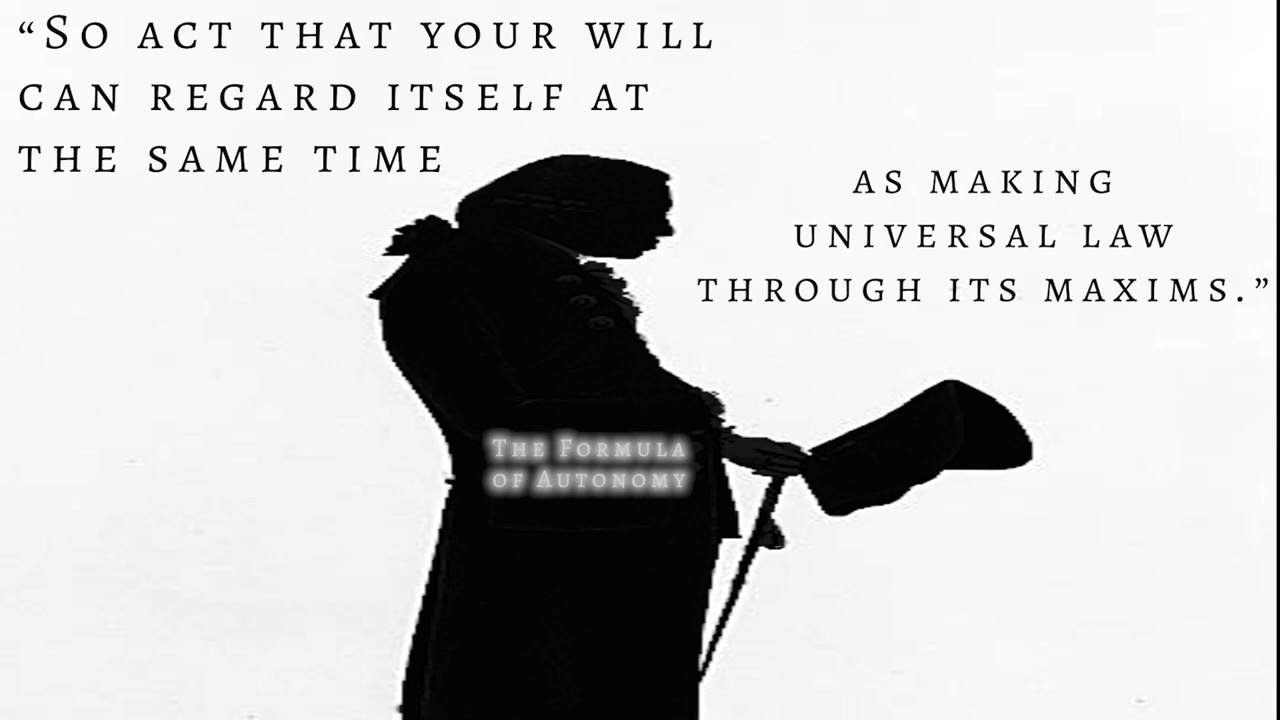 “So act that your will
can regard itself at
the same time
as making
universal law
through its maxims.”
The Formula
of Autonomy